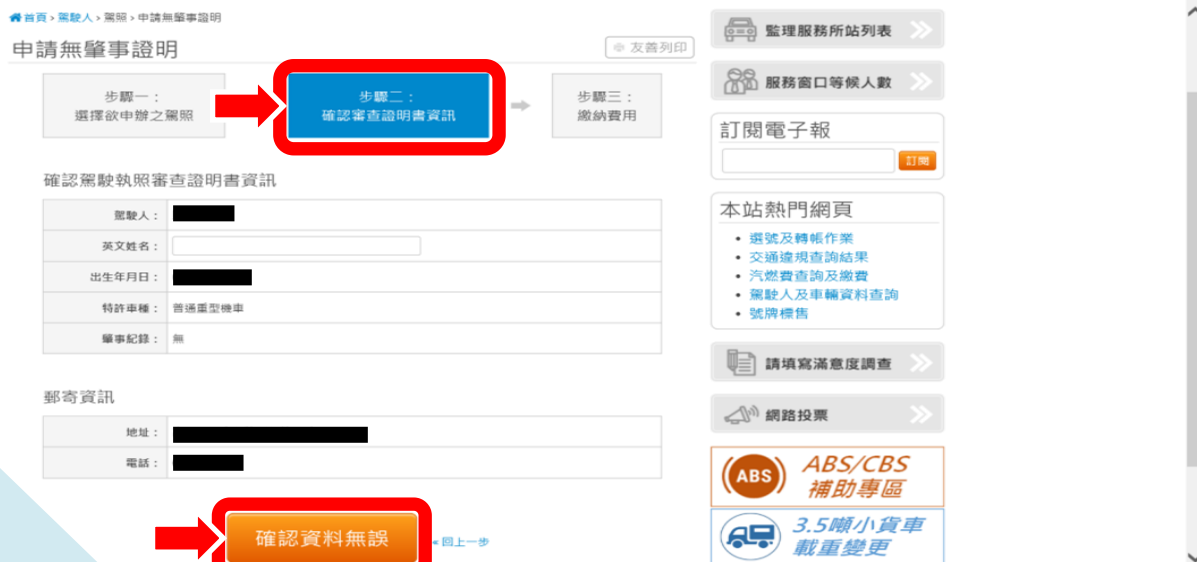 首頁 › 駕駛人 › 駕照 › 申請無肇事證明
申請無肇事證明
友善列印
步驟一：
選擇欲申辦之駕照
步驟二：
確認審查證明書資訊
步驟三：
繳納費用
確認駕駛執照審查證明書資訊
駕駛人：
英文姓名：
出生年月日：
特許車種： 普通重型機車
肇事紀錄： 無
郵寄資訊
地址：
電話：
確認資料無誤
« 回上一步
監理服務所站列表
服務窗口等候人數
訂閱電子報
訂閱
本站熱門網頁
• 選號及轉帳作業
• 交通違規查詢結果
• 汽燃費查詢及繳費
• 駕駛人及車輛資料查詢
• 號牌標售
請填寫滿意度調查
網路投票
ABS
ABS/CBS
補助專區
3.5噸小貨車
載重變更